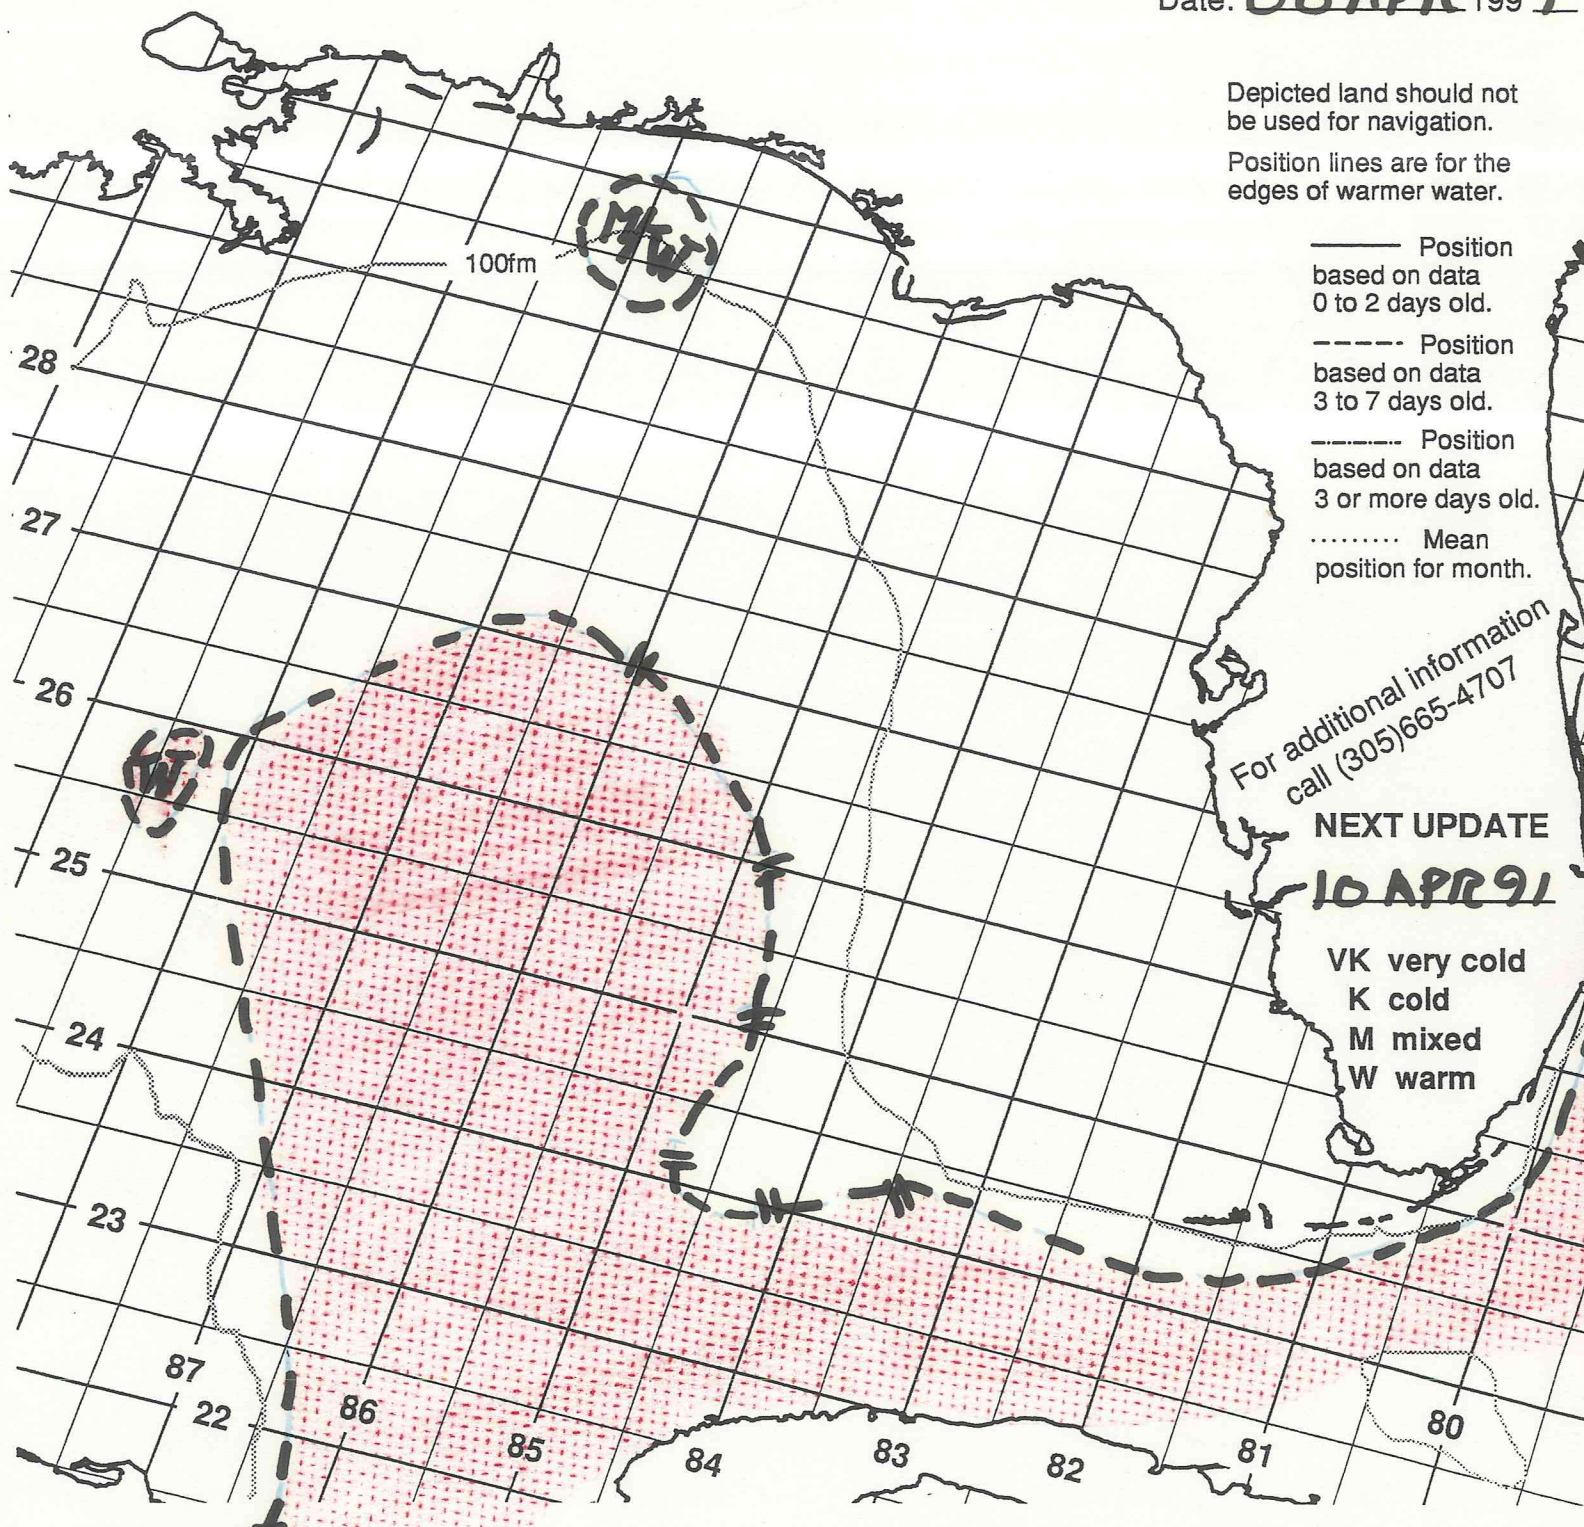 Date: 08 APR 1991
Depicted land should not
be used for navigation.
Position lines are for the
edges of warmer water.
Position
based on data
0 to 2 days old.
Position
based on data
3 to 7 days old.
Position
based on data
3 or more days old.
Mean
position for month.
For additional information
call (305)665-4707
NEXT UPDATE
10 APR 91
VK very cold
K cold
M mixed
W warm
M/W
100fm
28
27
26
W
25
24
23
87
22
86
85
84
83
82
81
80